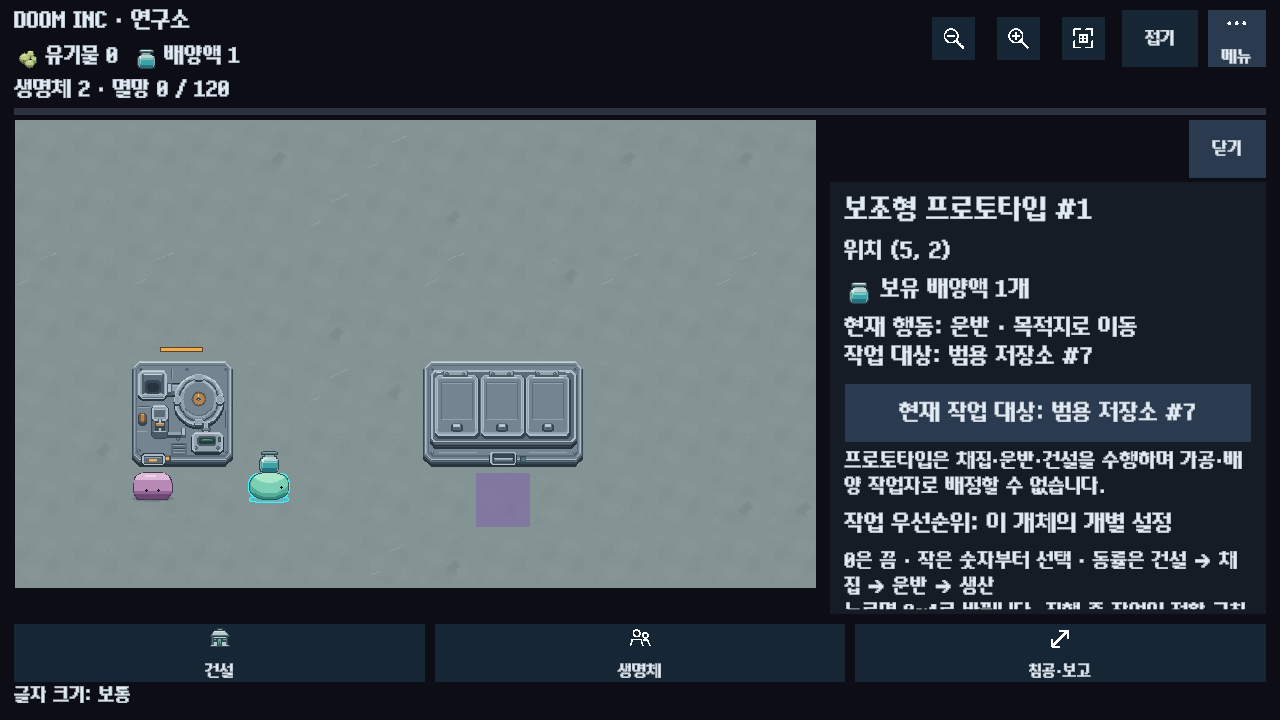 DOOM INC · 연구소
유기물 0 배양액 1
생명체 2 · 멸망 0 / 120
접기
메뉴
닫기
보조형 프로토타입 #1
위치 (5, 2)
보유 배양액 1개
현재 행동: 운반 · 목적지로 이동
작업 대상: 범용 저장소 #7
현재 작업 대상: 범용 저장소 #7
프로토타입은 채집·운반·건설을 수행하며 가공·배
양 작업자로 배정할 수 없습니다.
작업 우선순위: 이 개체의 개별 설정
0은 끔 · 작은 숫자부터 선택 · 동률은 건설 → 채
집 → 운반 → 생산
건설
생명체
침공·보고
글자 크기: 보통